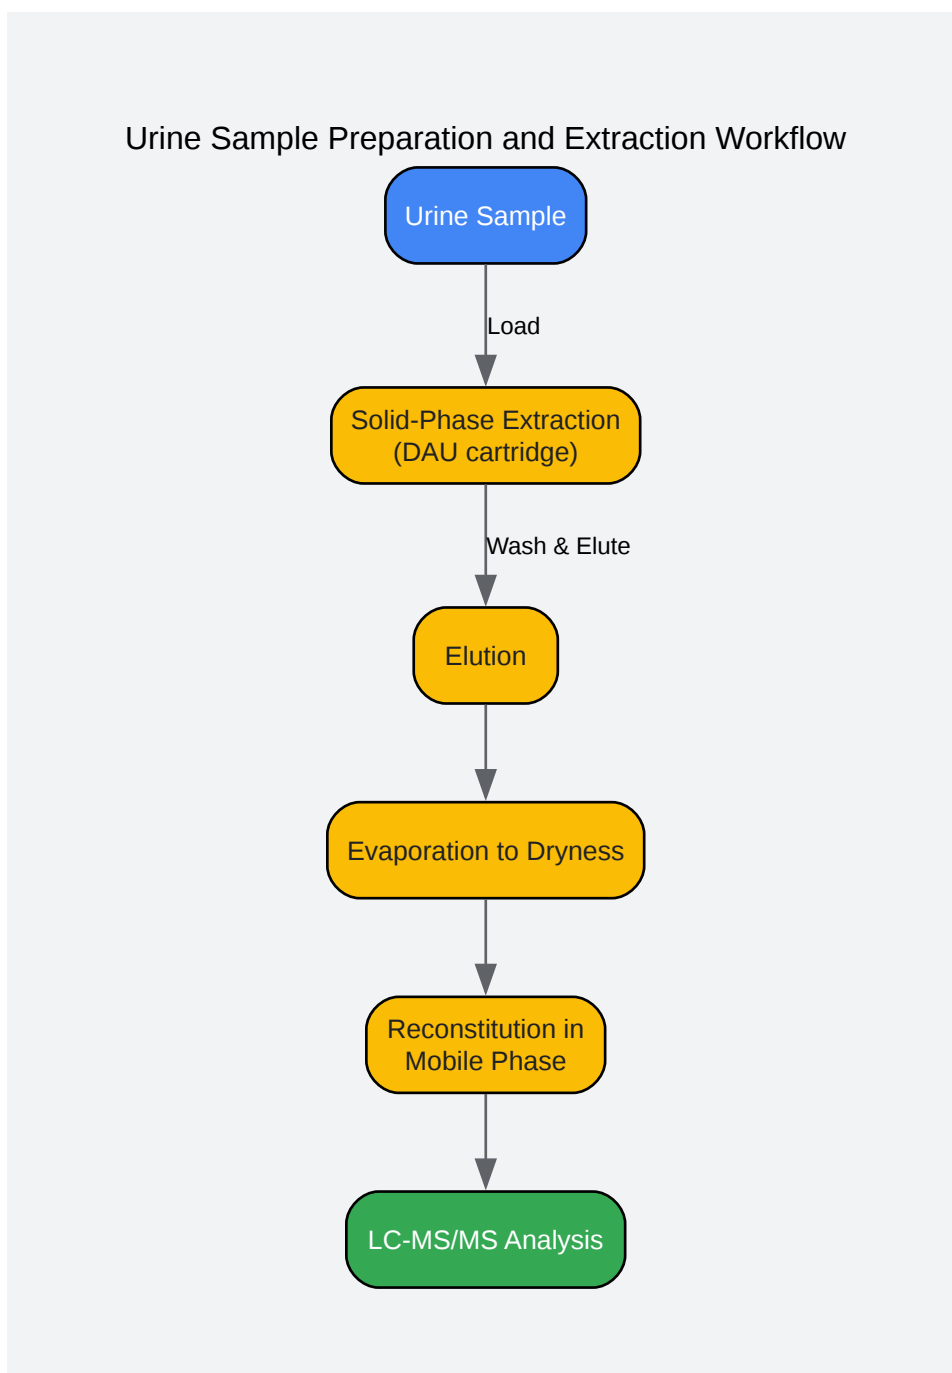 Urine Sample Preparation and Extraction Workflow
Urine Sample
Load
Solid-Phase Extraction
(DAU cartridge)
Wash & Elute
Elution
Evaporation to Dryness
Reconstitution in
Mobile Phase
LC-MS/MS Analysis